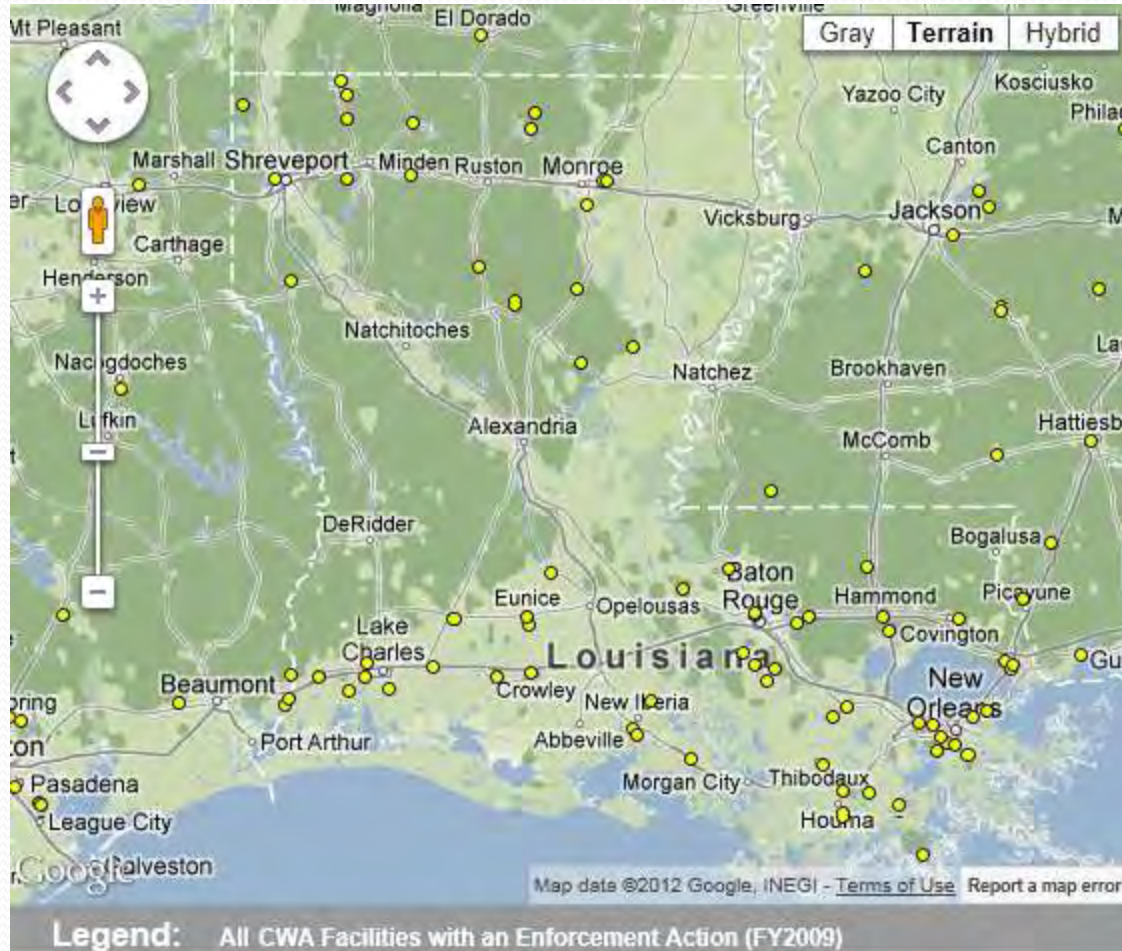 Mt Pleasant
Magnolia
El Dorado
Greenville
Gray Terrain Hybrid
Kosciusko
Yazoo City
Canton
Marshall
Shreveport
Minden
Ruston
Monroe
Vicksburg
Jackson
Carthage
Henderson
Natchitoches
Nacogdoches
Natchez
Brookhaven
Lufkin
Alexandria
McComb
DeRidder
Bogalusa
Baton
Rouge
Eunice
Opelousas
Hammond
Picayune
Covington
Lake
Charles
Louisiana
Beaumont
Crowley
New Iberia
New
Orleans
Abbeville
Port Arthur
Morgan City
Thibodaux
Pasadena
League City
Houma
Galveston
Google
Map data ©2012 Google, INEGI - Terms of Use Report a map error
Legend: All CWA Facilities with an Enforcement Action (FY2009)